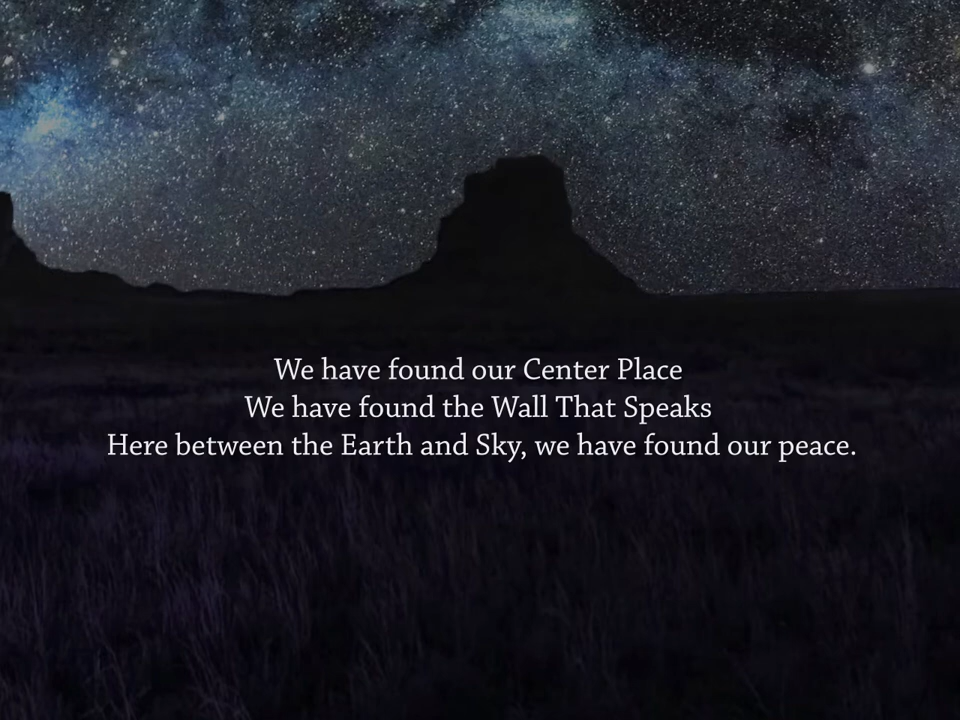 We have found our Center Place
We have found the Wall That Speaks
Here between the Earth and Sky, we have found our peace.